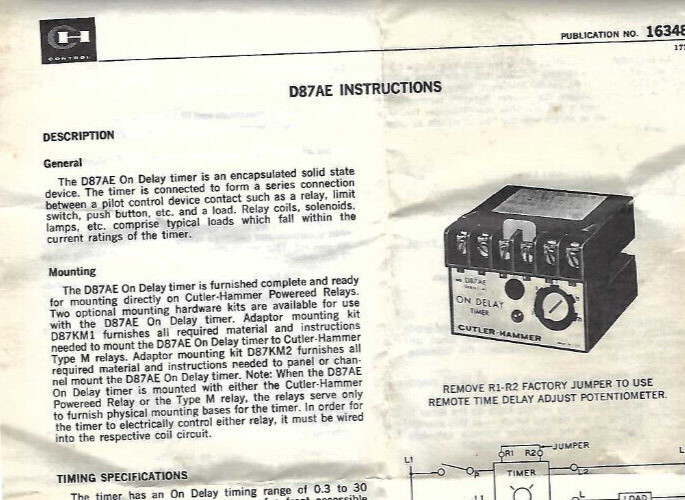 CH
CONTROL
PUBLICATION NO. 16348
D87AE INSTRUCTIONS
DESCRIPTION
General
The D87AE On Delay timer is an encapsulated solid state
device. The timer is connected to form a series connection
between a pilot control device contact such as a relay, limit
switch, push button, etc. and a load. Relay coils, solenoids.
lamps, etc. comprise typical loads which fall within the
current ratings of the timer.
Mounting
The D87AE On Delay timer is furnished complete and ready
for mounting directly on Cutler-Hammer Powereed Relays.
Two optional mounting hardware kits are available for use
with the D87AE On Delay timer. Adaptor mounting kit
D87KM1 furnishes all required material and instructions
needed to mount the D87AE On Delay timer to Cutler-Hammer
Type M relays. Adaptor mounting kit D87KM2 furnishes all
required material and instructions needed to panel or chan-
nel mount the D87AE On Delay timer. Note: When the D87AE
On Delay timer is mounted with either the Cutler-Hammer
Powereed Relay or the Type M relay, the relays serve only
to furnish physical mounting bases for the timer. In order for
the timer to electrically control either relay, it must be wired
into the respective coil circuit.
TIMING SPECIFICATIONS
The timer has an On Delay timing range of 0.3 to 30
D87AE
ON DELAY
TIMER
CUTLER-HAMMER
REMOVE R1-R2 FACTORY JUMPER TO USE
REMOTE TIME DELAY ADJUST POTENTIOMETER.
JUMPER
R1 R2
L1
TIMER
L2
L1
LOAD